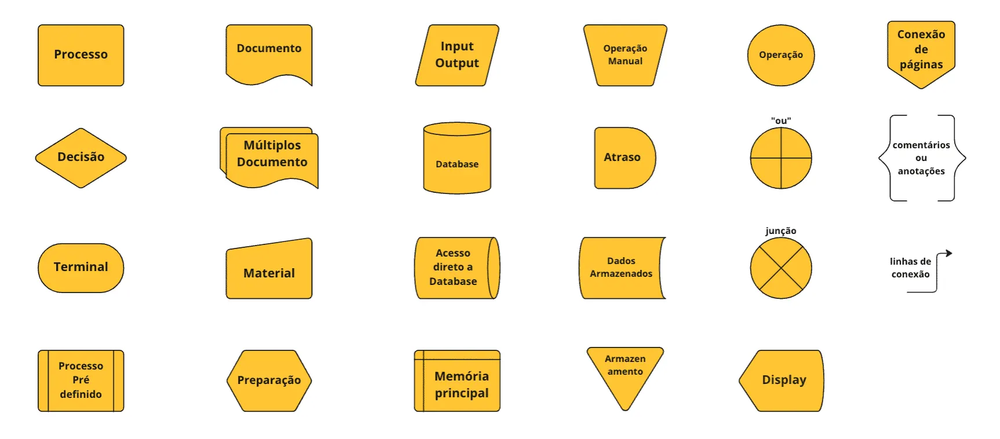 Processo
Documento
Input
Output
Operação
Manual
Operação
Conexão
de
páginas
Decisão
Múltiplos
Documento
Database
Atraso
"ou"
comentários
ou
anotações
Terminal
Material
Acesso
direto a
Database
Dados
Armazenados
junção
linhas de
conexão
Processo
Pré
definido
Preparação
Memória
principal
Armazen
amento
Display